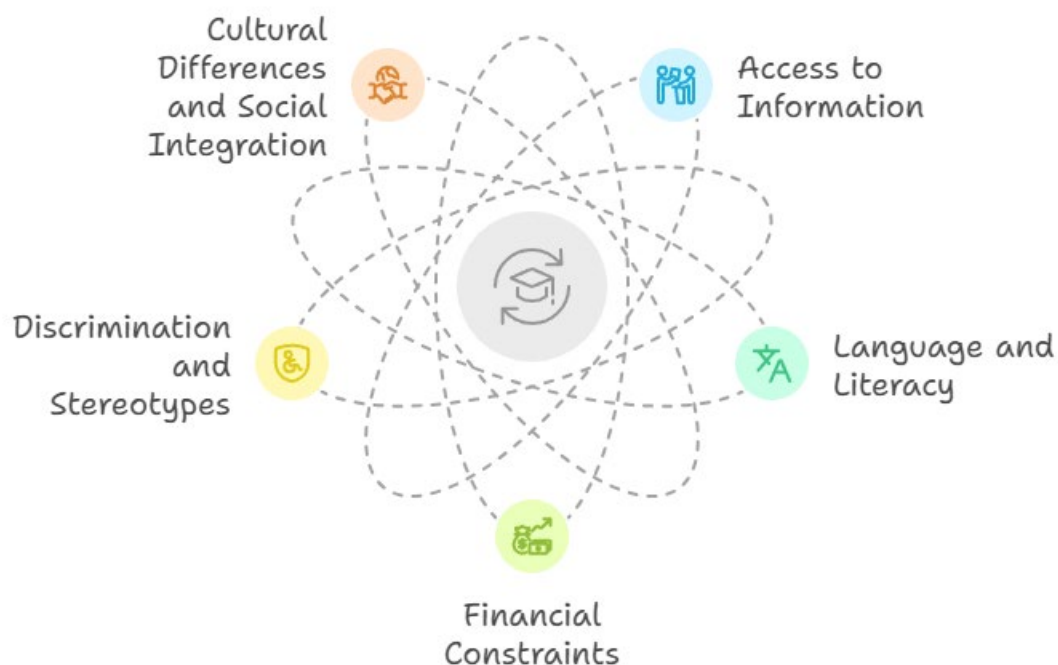 Cultural
Differences
and Social
Integration
Access to
Information
Discrimination
and
Stereotypes
Language and
Literacy
Financial
Constraints